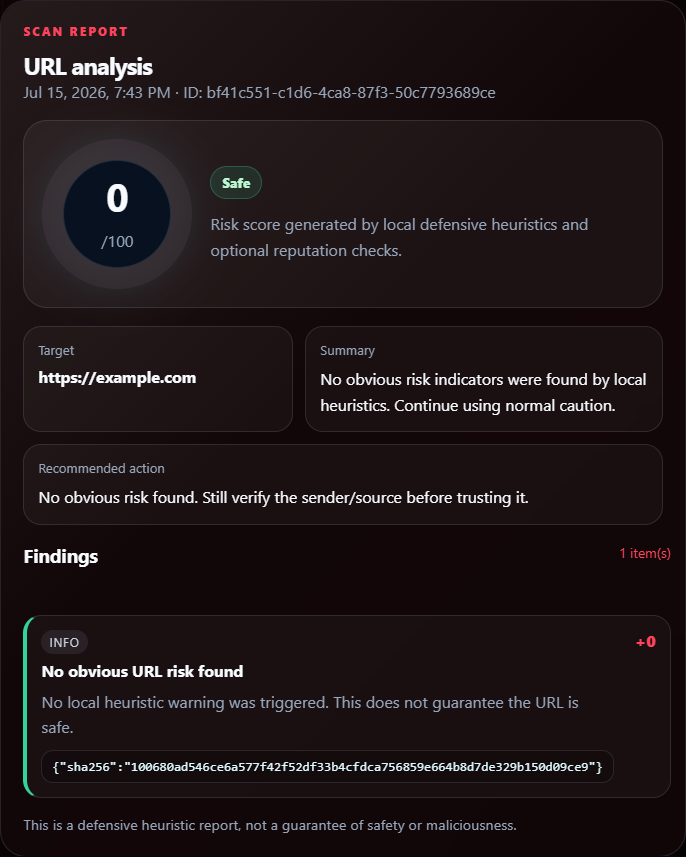 SCAN REPORT
URL analysis
Jul 15, 2026, 7:43 PM · ID: bf41c551-c1d6-4ca8-87f3-50c7793689ce
0
/100
Safe
Risk score generated by local defensive heuristics and
optional reputation checks.
Target
https://example.com
Summary
No obvious risk indicators were found by local
heuristics. Continue using normal caution.
Recommended action
No obvious risk found. Still verify the sender/source before trusting it.
Findings
1 item(s)
INFO
+0
No obvious URL risk found
No local heuristic warning was triggered. This does not guarantee the URL is
safe.
{"sha256":"100680ad546ce6a577f42f52df33b4cfdca756859e664b8d7de329b150d09ce9"}
This is a defensive heuristic report, not a guarantee of safety or maliciousness.